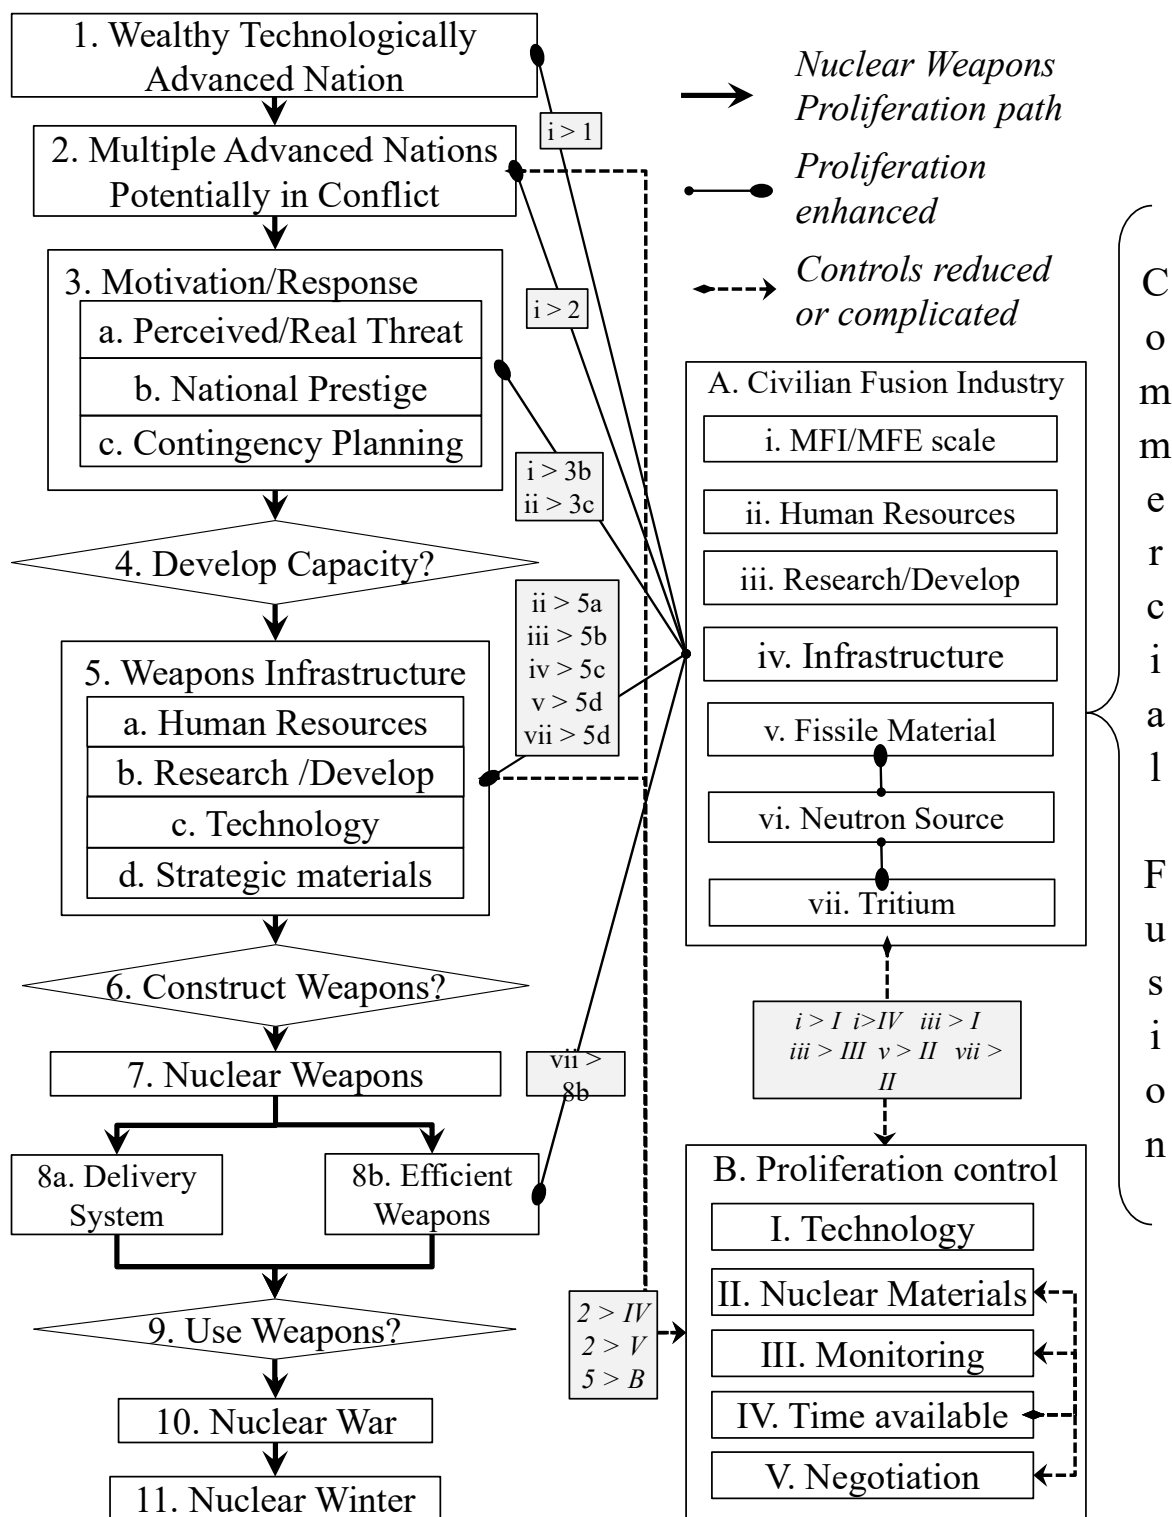 1. Wealthy Technologically
Advanced Nation
2. Multiple Advanced Nations
Potentially in Conflict
3. Motivation/Response
a. Perceived/Real Threat
b. National Prestige
c. Contingency Planning
4. Develop Capacity?
5. Weapons Infrastructure
a. Human Resources
b. Research /Develop
c. Technology
d. Strategic materials
6. Construct Weapons?
7. Nuclear Weapons
8a. Delivery
System
8b. Efficient
Weapons
9. Use Weapons?
10. Nuclear War
11. Nuclear Winter
i > 1
i > 2
i > 3b
ii > 3c
ii > 5a
iii > 5b
iv > 5c
v > 5d
vii > 5d
vii >
8b
2 > IV
2 > V
5 > B
Nuclear Weapons
Proliferation path
Proliferation
enhanced
Controls reduced
or complicated
A. Civilian Fusion Industry
i. MFI/MFE scale
ii. Human Resources
iii. Research/Develop
iv. Infrastructure
v. Fissile Material
vi. Neutron Source
vii. Tritium
i > I i>IV iii > I
iii > III v > II vii >
II
B. Proliferation control
I. Technology
II. Nuclear Materials
III. Monitoring
IV. Time available
V. Negotiation
Commercial Fusion